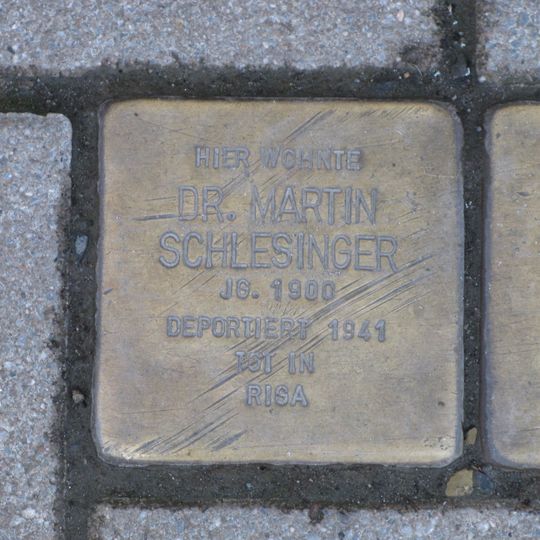 HIER WOHNTE
DR. MARTIN
SCHLESINGER
JG. 1900
DEPORTIERT 1941
TOT IN
RIGA